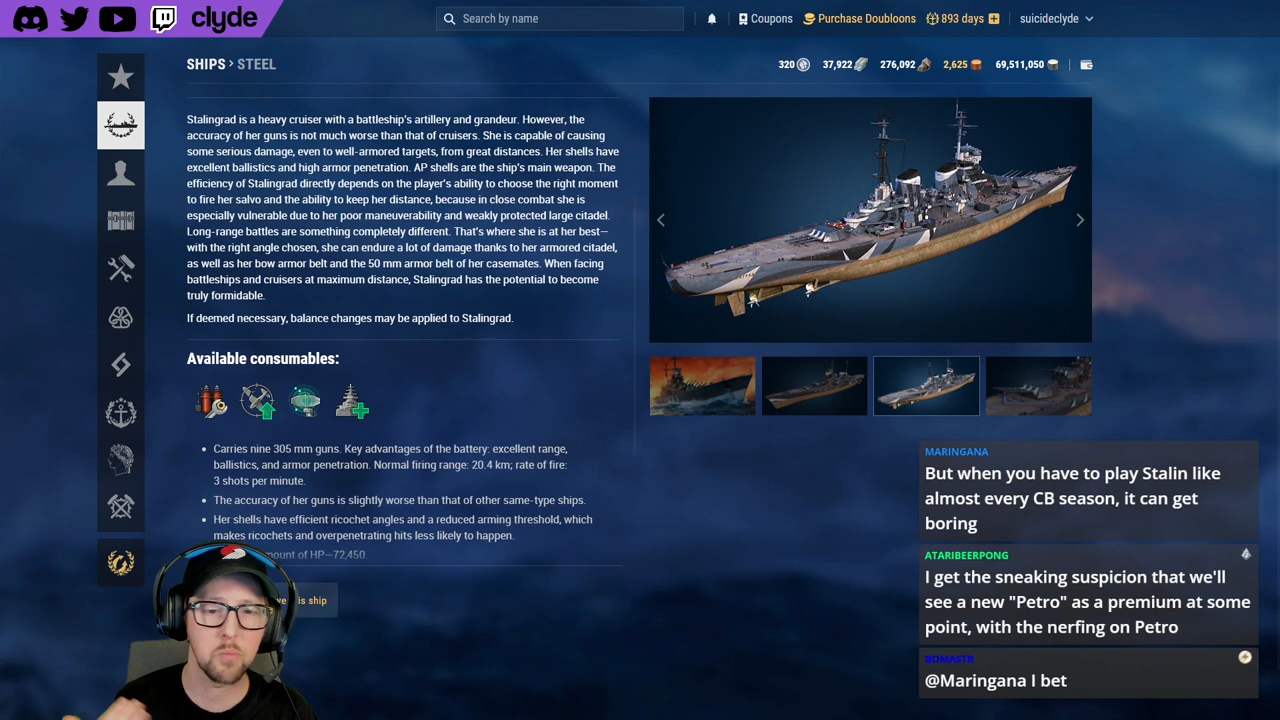 clyde
Search by name
Coupons
Purchase Doubloons
893 days
suicideclyde
SHIPS > STEEL
320
37,922
276,092
2,625
69,511,050
Stalingrad is a heavy cruiser with a battleship's artillery and grandeur. However, the
accuracy of her guns is not much worse than that of cruisers. She is capable of causing
some serious damage, even to well-armored targets, from great distances. Her shells have
excellent ballistics and high armor penetration. AP shells are the ship's main weapon. The
efficiency of Stalingrad directly depends on the player's ability to choose the right moment
to fire her salvo and the ability to keep her distance, because in close combat she is
especially vulnerable due to her poor maneuverability and weakly protected large citadel.
Long-range battles are something completely different. That's where she is at her best—
with the right angle chosen, she can endure a lot of damage thanks to her armored citadel,
as well as her bow armor belt and the 50 mm armor belt of her casemates. When facing
battleships and cruisers at maximum distance, Stalingrad has the potential to become
truly formidable.
If deemed necessary, balance changes may be applied to Stalingrad.
Available consumables:
• Carries nine 305 mm guns. Key advantages of the battery: excellent range,
ballistics, and armor penetration. Normal firing range: 20.4 km; rate of fire:
3 shots per minute.
• The accuracy of her guns is slightly worse than that of other same-type ships.
• Her shells have efficient ricochet angles and a reduced arming threshold, which
makes ricochets and overpenetrating hits less likely to happen.
mount of HP—72,450.
is ship
MARINGANA
But when you have to play Stalin like
almost every CB season, it can get
boring
ATARIBEERPONG
I get the sneaking suspicion that we'll
see a new "Petro" as a premium at some
point, with the nerfing on Petro
BOMASTR
@Maringana I bet